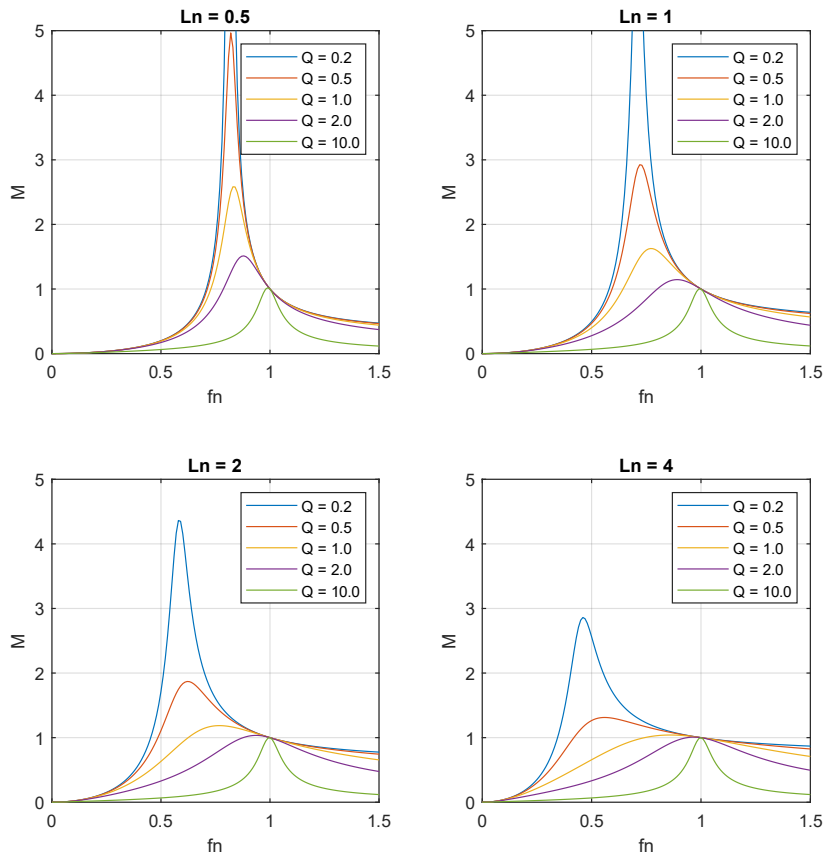 Ln = 0.5
5
4
3
2
1
0
M
Q = 0.2
Q = 0.5
Q = 1.0
Q = 2.0
Q = 10.0
0
0.5
1
1.5
fn
Ln = 1
5
4
3
2
1
0
M
Q = 0.2
Q = 0.5
Q = 1.0
Q = 2.0
Q = 10.0
0
0.5
1
1.5
fn
Ln = 2
5
4
3
2
1
0
M
Q = 0.2
Q = 0.5
Q = 1.0
Q = 2.0
Q = 10.0
0
0.5
1
1.5
fn
Ln = 4
5
4
3
2
1
0
M
Q = 0.2
Q = 0.5
Q = 1.0
Q = 2.0
Q = 10.0
0
0.5
1
1.5
fn